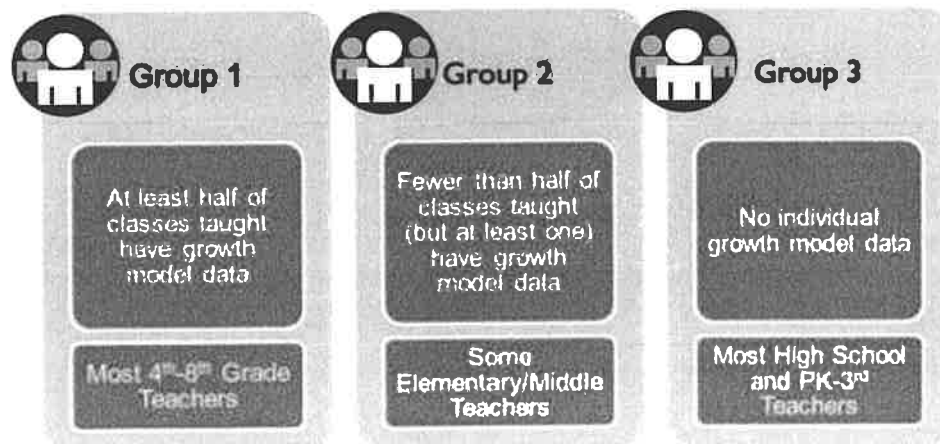 Group 1
At least half of
classes taught
have growth
model data
Most 4th-8th Grade
Teachers
Group 2
Fewer than half of
classes taught
(but at least one)
have growth
model data
Some
Elementary/Middle
Teachers
Group 3
No individual
growth model data
Most High School
and PK-3rd
Teachers